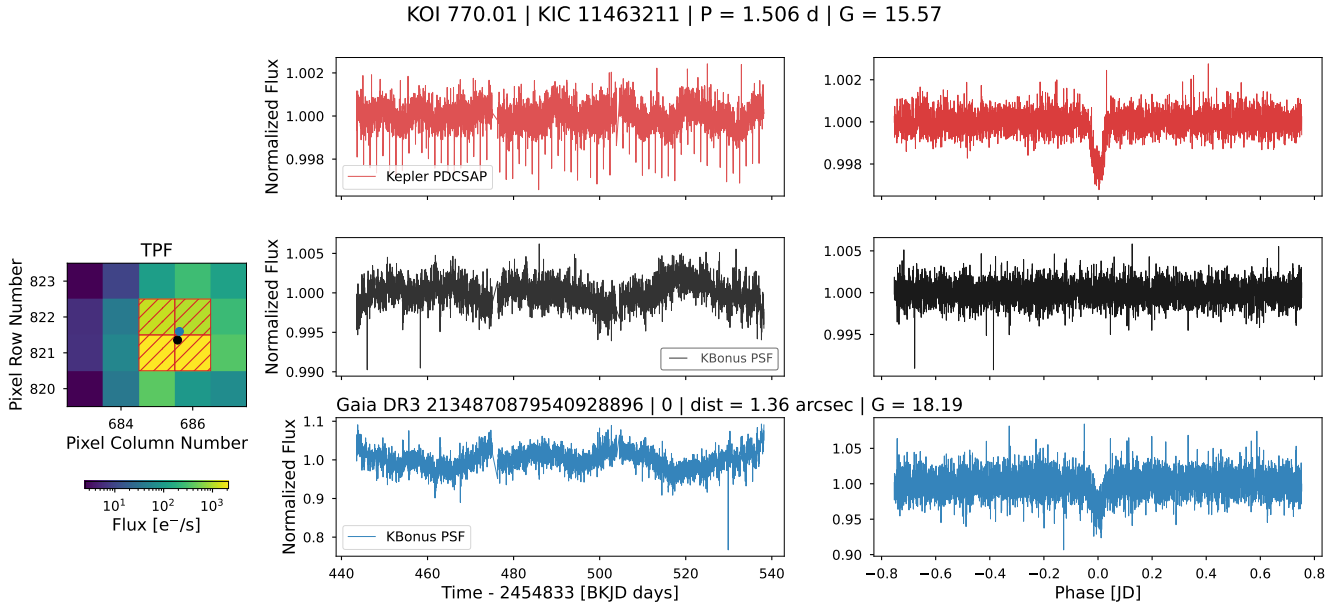 KOI 770.01 | KIC 11463211 | P = 1.506 d | G = 15.57
Normalized Flux
1.002
1.000
0.998
Kepler PDCSAP
1.002
1.000
0.998
TPF
Pixel Row Number
823
822
821
820
684 686
Pixel Column Number
10¹ 10² 10³
Flux [e⁻/s]
Normalized Flux
1.005
1.000
0.995
0.990
KBonus PSF
1.005
1.000
0.995
Gaia DR3 2134870879540928896 | 0 | dist = 1.36 arcsec | G = 18.19
Normalized Flux
1.1
1.0
0.9
0.8
KBonus PSF
440 460 480 500 520 540
Time - 2454833 [BKJD days]
1.05
1.00
0.95
0.90
−0.8 −0.6 −0.4 −0.2 0.0 0.2 0.4 0.6 0.8
Phase [JD]